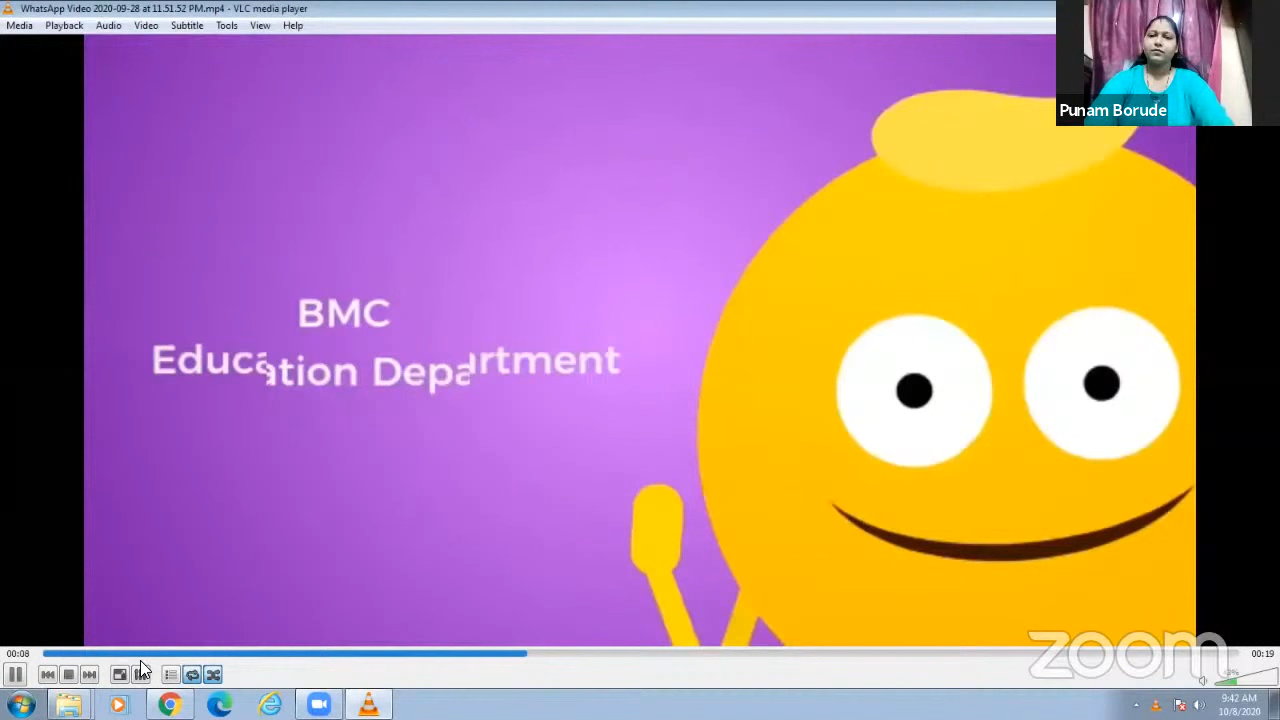 WhatsApp Video 2020-09-28 at 11.51.52 PM.mp4 - VLC media player
Media Playback Audio Video Subtitle Tools View Help
Punam Borude
BMC
Education Department
zoom
00:08
00:19
9:42 AM
10/8/2020